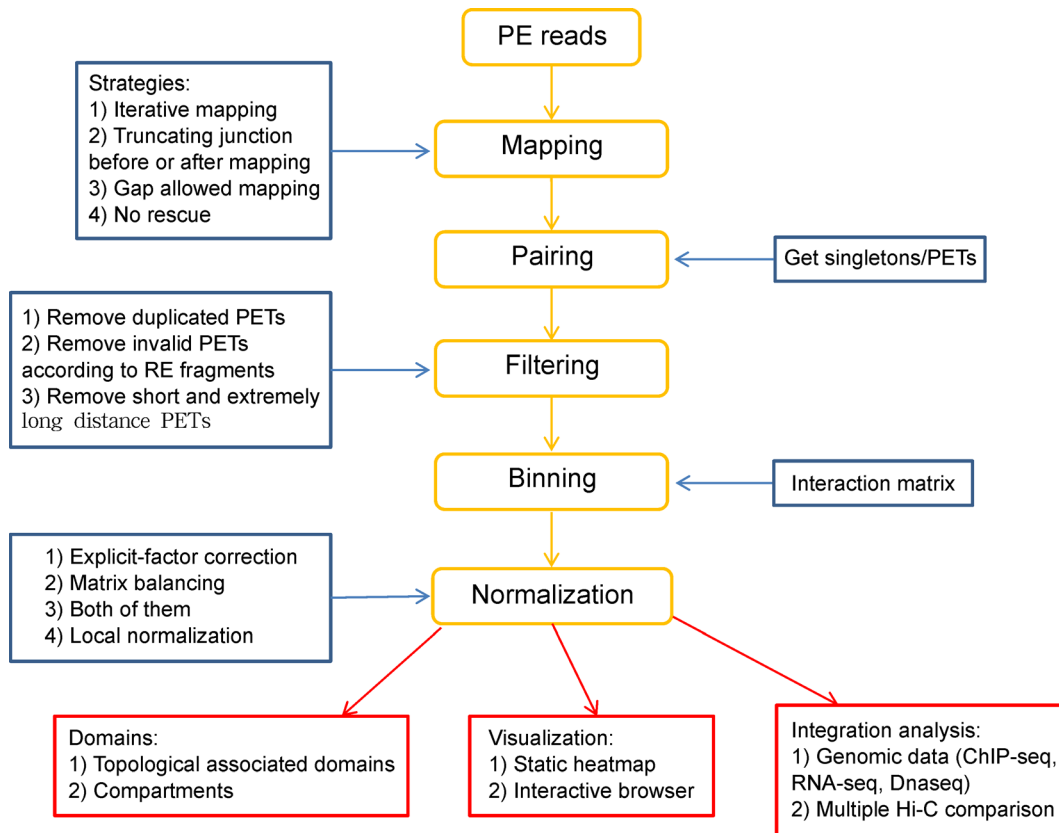 PE reads
Strategies:
1) Iterative mapping
2) Truncating junction
before or after mapping
3) Gap allowed mapping
4) No rescue
Mapping
Pairing
Get singletons/PETs
1) Remove duplicated PETs
2) Remove invalid PETs
according to RE fragments
3) Remove short and extremely
long distance PETs
Filtering
Binning
Interaction matrix
1) Explicit-factor correction
2) Matrix balancing
3) Both of them
4) Local normalization
Normalization
Domains:
1) Topological associated domains
2) Compartments
Visualization:
1) Static heatmap
2) Interactive browser
Integration analysis:
1) Genomic data (ChIP-seq,
RNA-seq, Dnaseq)
2) Multiple Hi-C comparison